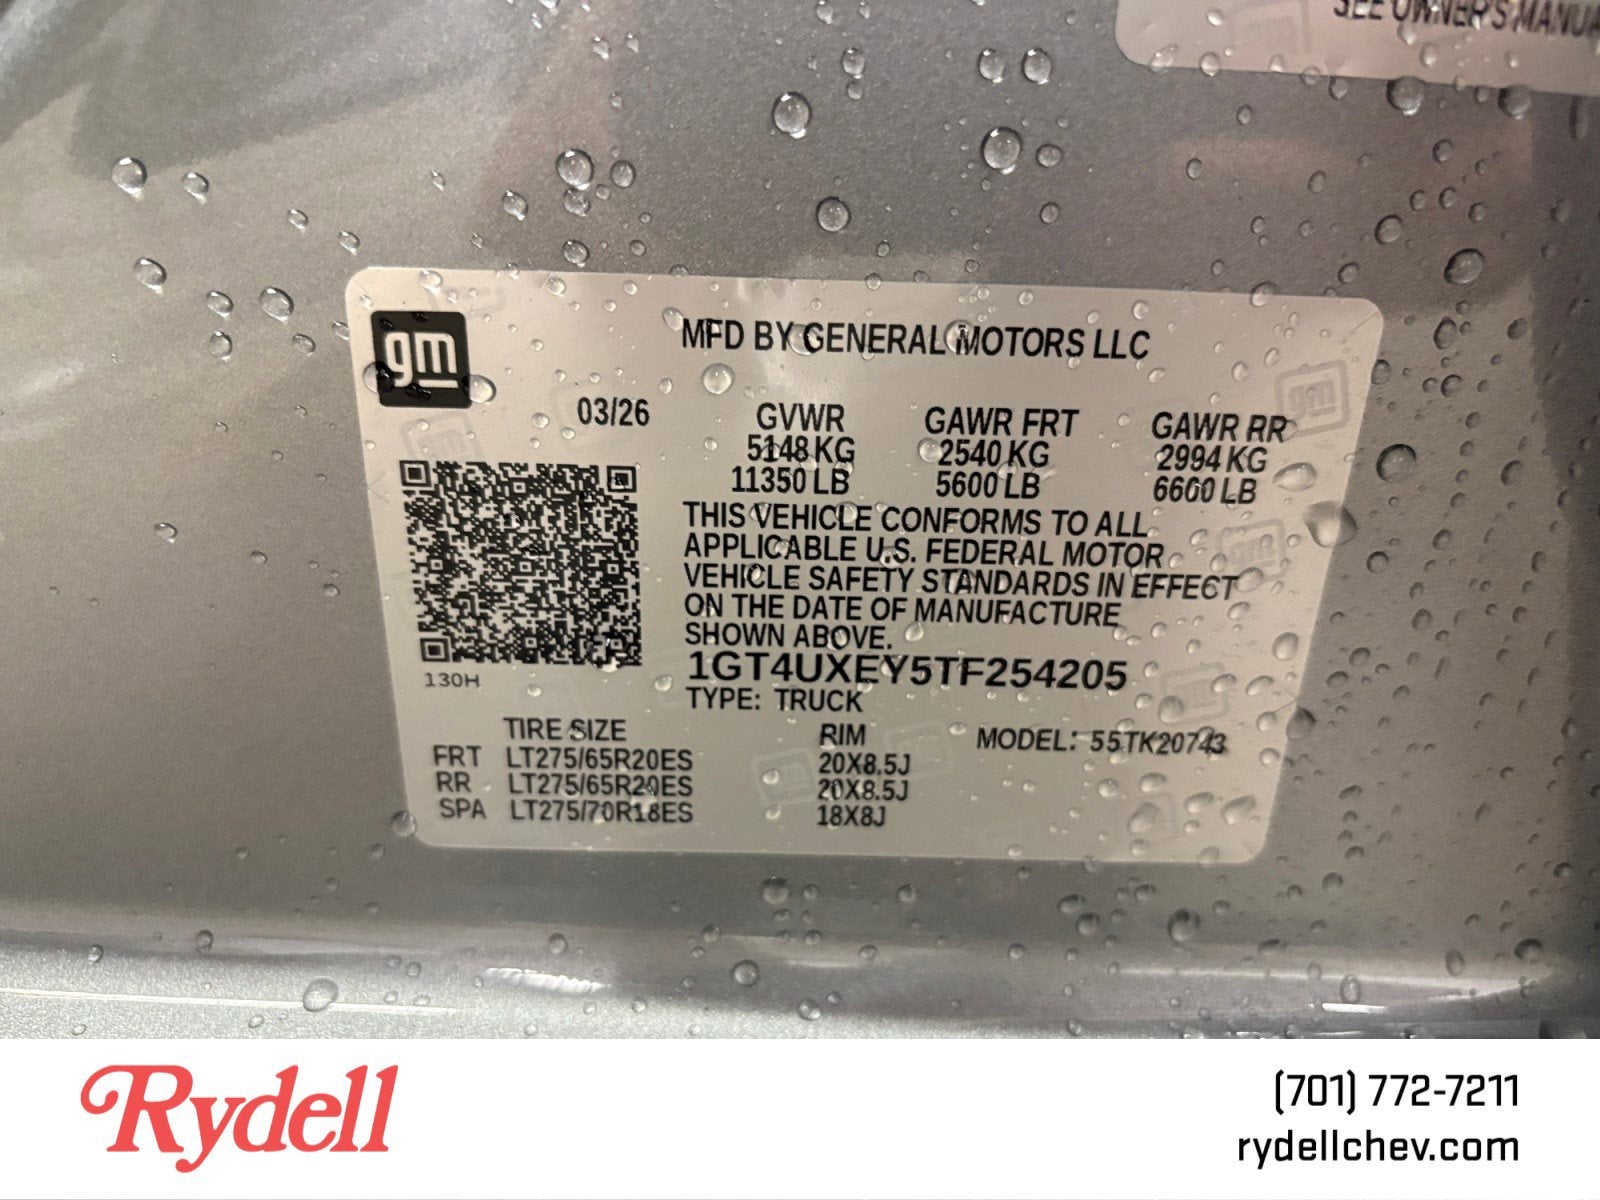 SEE OWNER'S MANUAL
gm
MFD BY GENERAL MOTORS LLC
03/26
GVWR GAWR FRT GAWR RR
5148 KG 2540 KG 2994 KG
11350 LB 5600 LB 6600 LB
THIS VEHICLE CONFORMS TO ALL
APPLICABLE U.S. FEDERAL MOTOR
VEHICLE SAFETY STANDARDS IN EFFECT
ON THE DATE OF MANUFACTURE
SHOWN ABOVE.
1GT4UXEY5TF254205
130H
TYPE: TRUCK
TIRE SIZE RIM MODEL: 55TK20743
FRT LT275/65R20ES 20X8.5J
RR LT275/65R20ES 20X8.5J
SPA LT275/70R18ES 18X8J
Rydell
(701) 772-7211
rydellchev.com